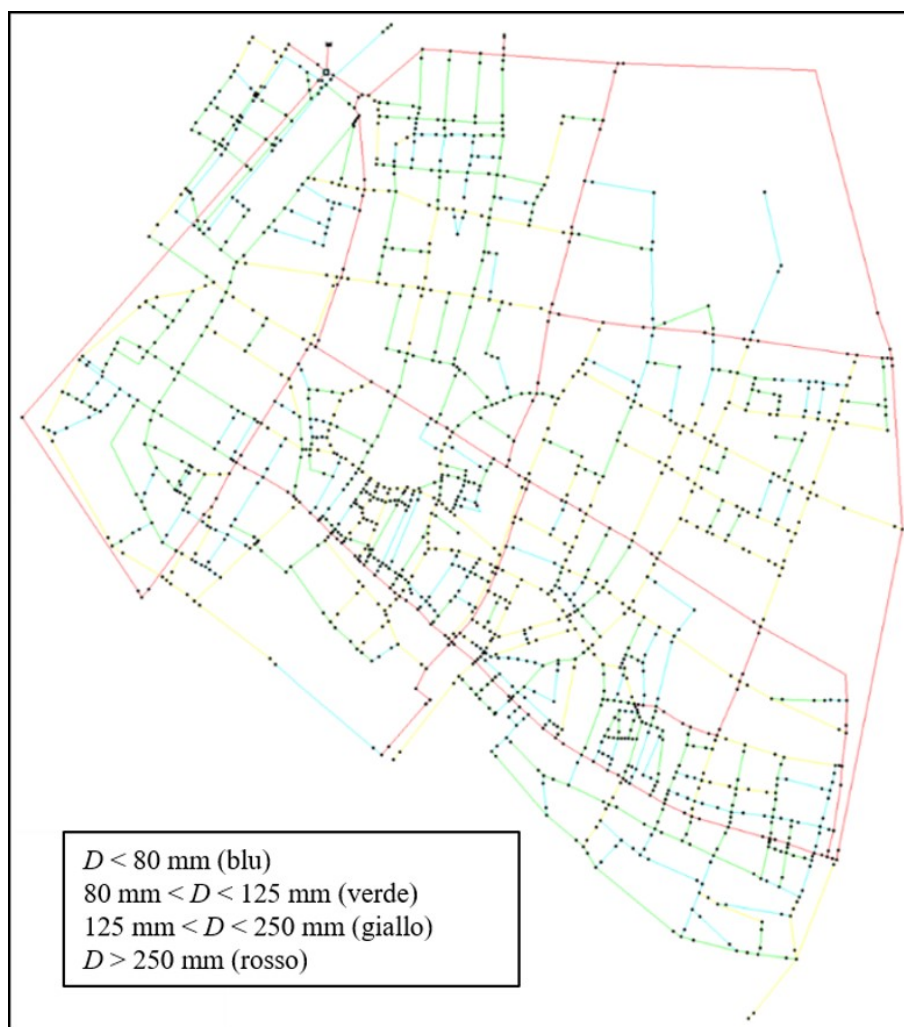 D < 80 mm (blu)
80 mm < D < 125 mm (verde)
125 mm < D < 250 mm (giallo)
D > 250 mm (rosso)